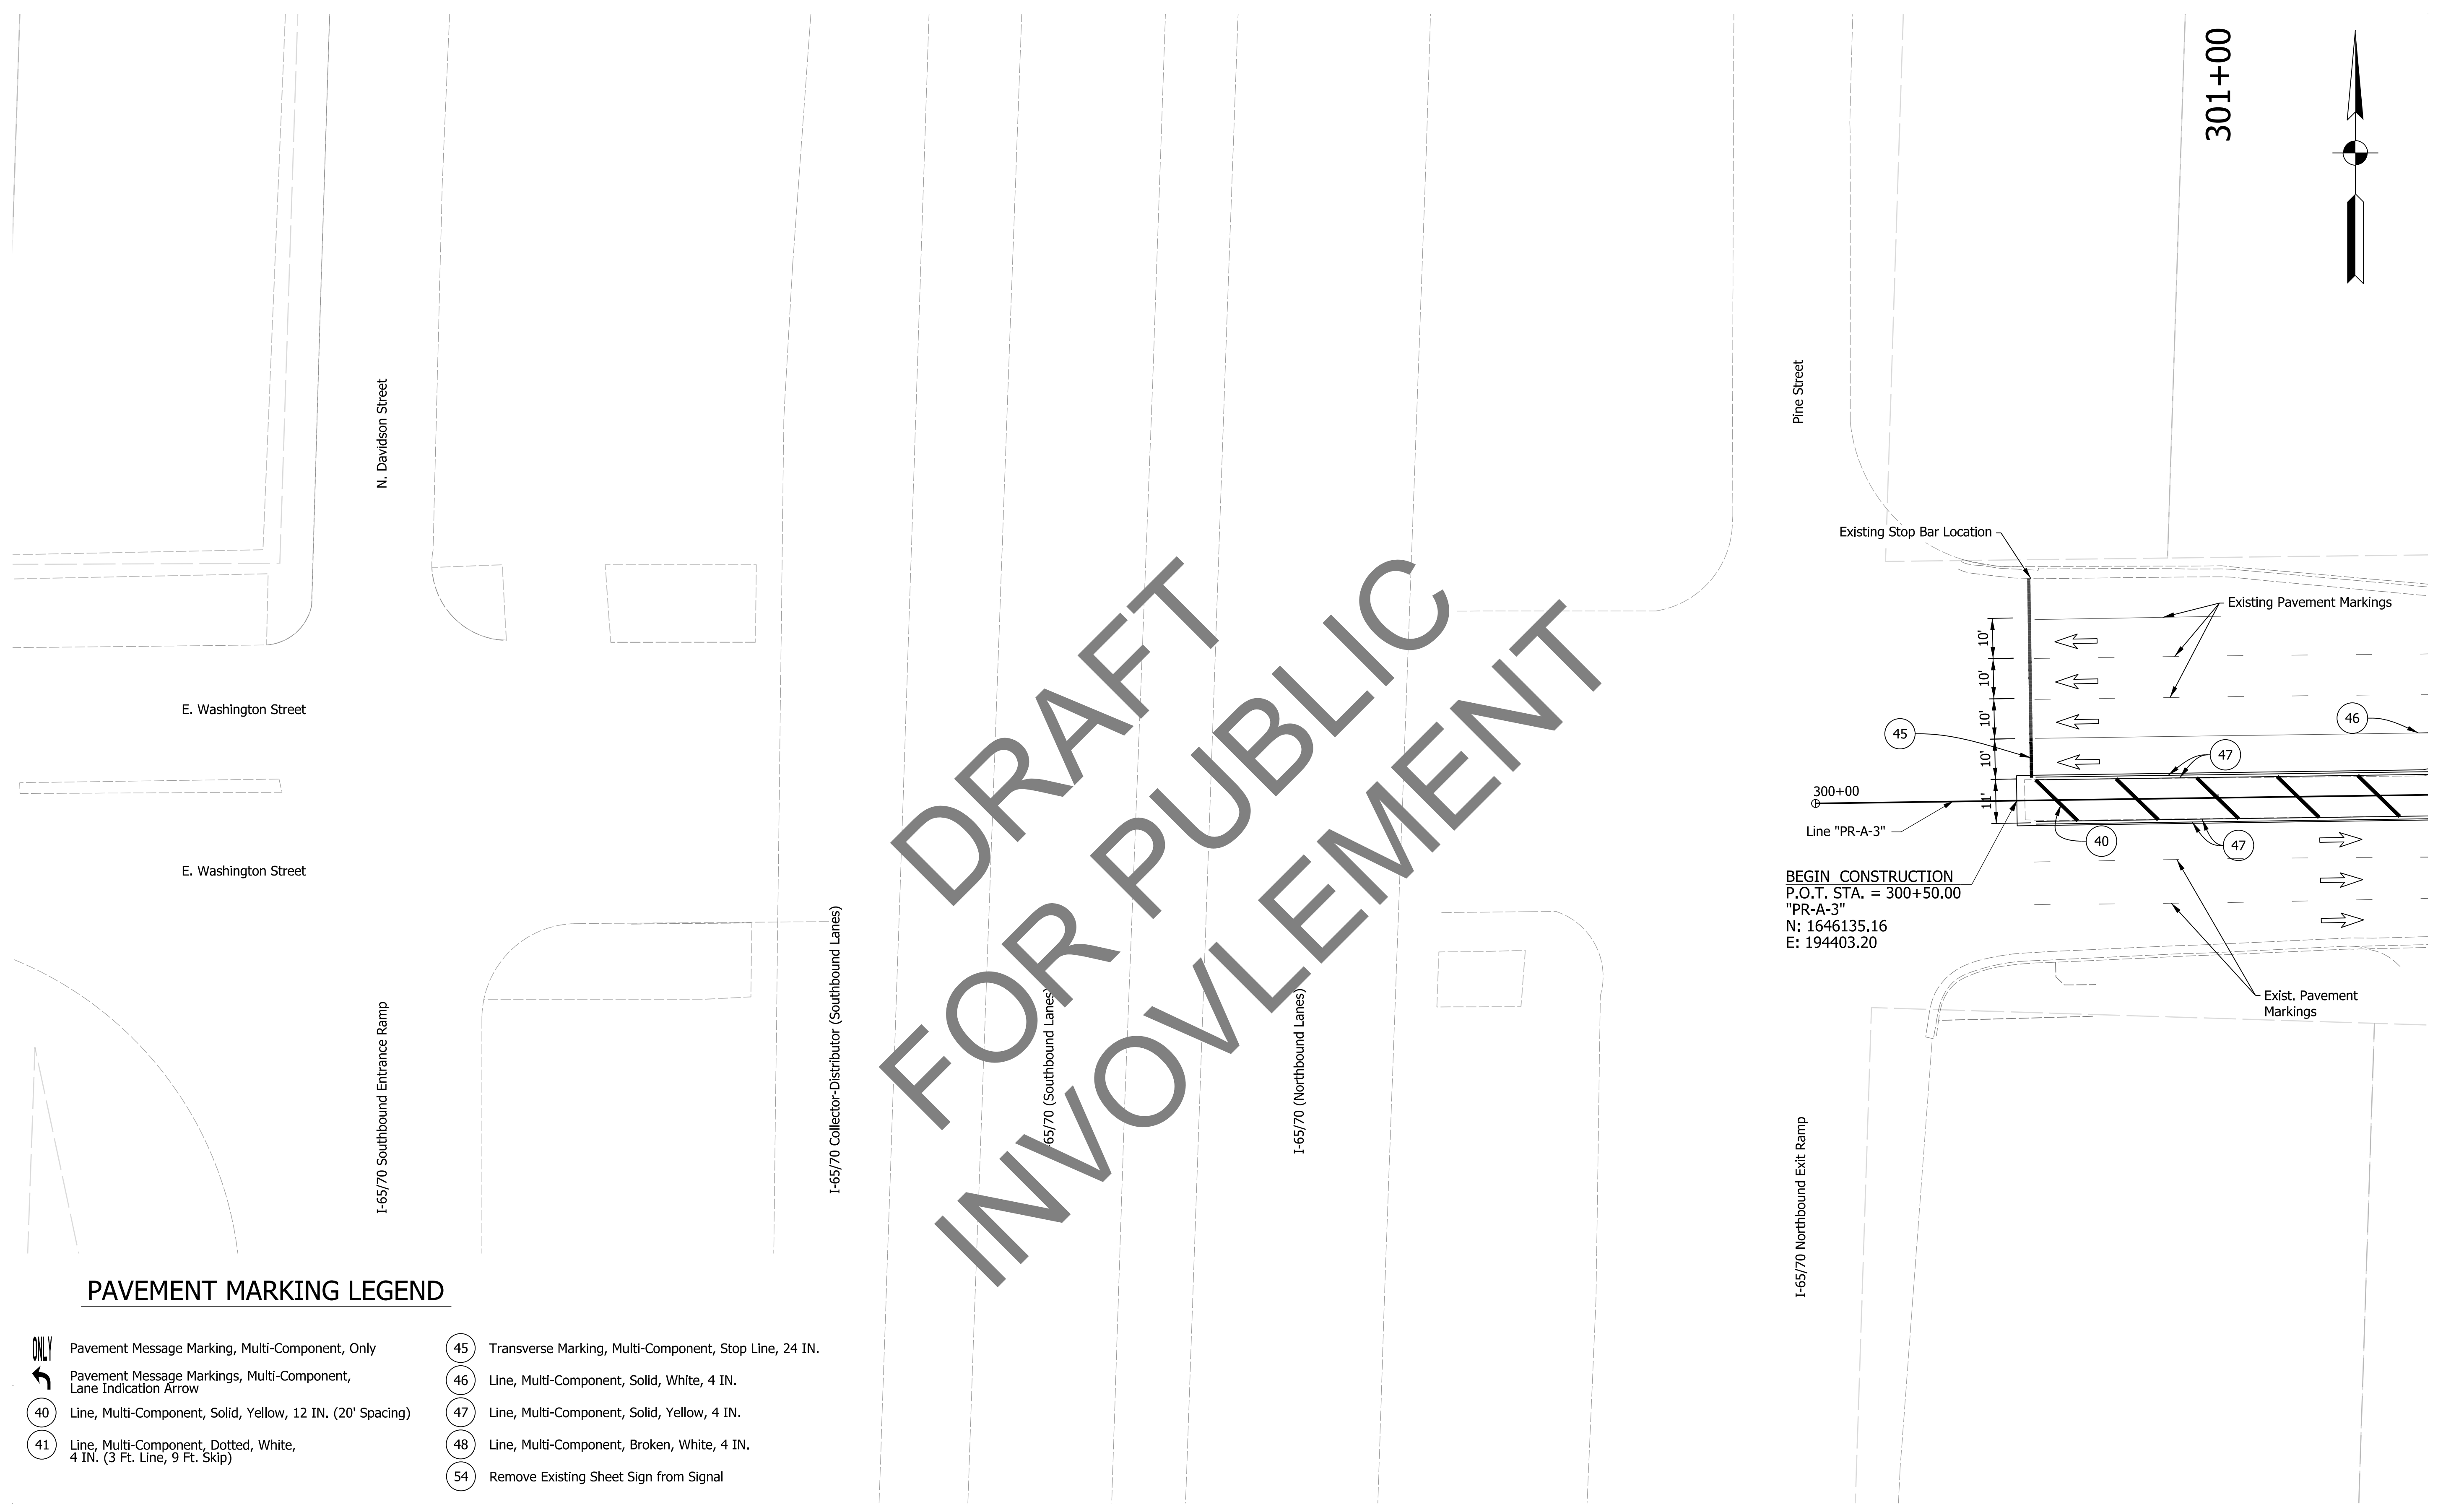 301+00
N. Davidson Street
Pine Street
Existing Stop Bar Location
Existing Pavement Markings
10'
10'
10'
10'
11'
E. Washington Street
46
45
47
300+00
Line "PR-A-3"
40
47
E. Washington Street
BEGIN CONSTRUCTION
P.O.T. STA. = 300+50.00
"PR-A-3"
N: 1646135.16
E: 194403.20
Exist. Pavement
Markings
DRAFT
FOR PUBLIC
INVOVLEMENT
I-65/70 Southbound Entrance Ramp
I-65/70 Collector-Distributor (Southbound Lanes)
I-65/70 (Southbound Lanes)
I-65/70 (Northbound Lanes)
I-65/70 Northbound Exit Ramp
PAVEMENT MARKING LEGEND
ONLY Pavement Message Marking, Multi-Component, Only
Pavement Message Markings, Multi-Component,
Lane Indication Arrow
40 Line, Multi-Component, Solid, Yellow, 12 IN. (20' Spacing)
41 Line, Multi-Component, Dotted, White,
4 IN. (3 Ft. Line, 9 Ft. Skip)
45 Transverse Marking, Multi-Component, Stop Line, 24 IN.
46 Line, Multi-Component, Solid, White, 4 IN.
47 Line, Multi-Component, Solid, Yellow, 4 IN.
48 Line, Multi-Component, Broken, White, 4 IN.
54 Remove Existing Sheet Sign from Signal